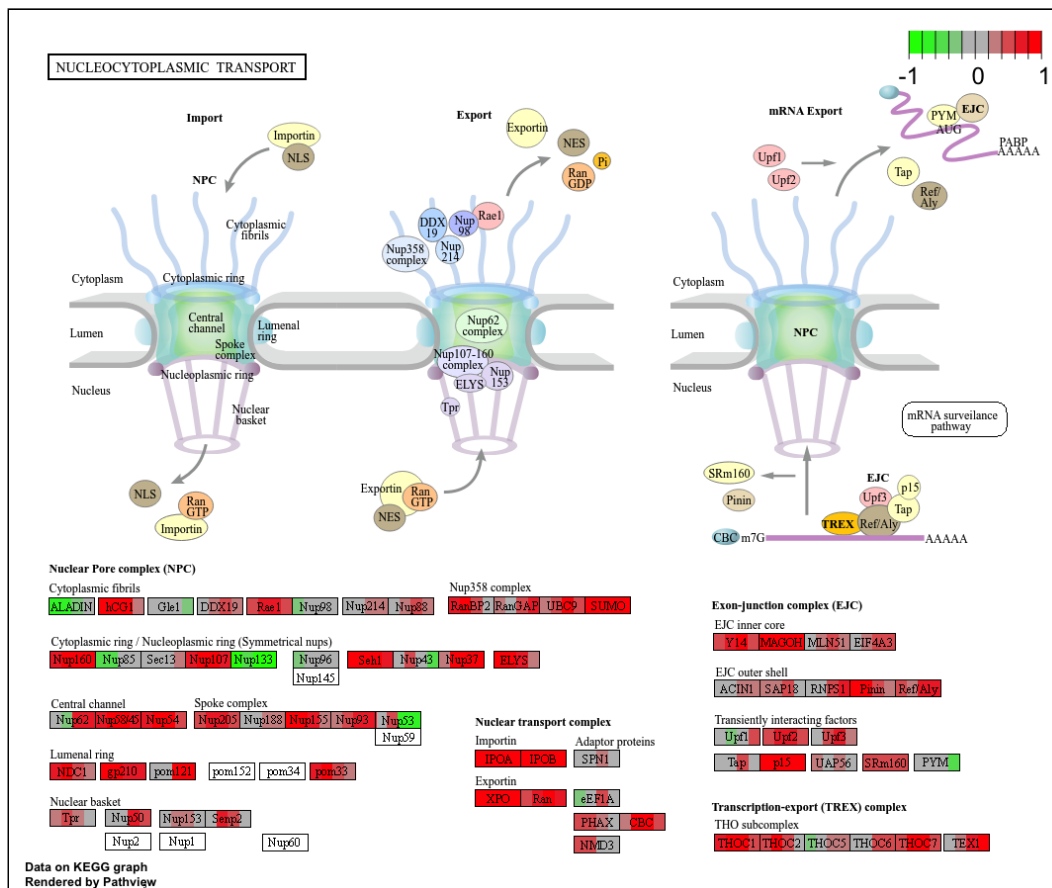 NUCLEOCYTOPLASMIC TRANSPORT
-1 0 1
Import
Importin
NLS
NPC
Cytoplasmic
fibrils
Cytoplasm
Cytoplasmic ring
Central
channel
Lumen
Lumenal
ring
Spoke
complex
Nucleoplasmic ring
Nucleus
Nuclear
basket
NLS
Ran
GTP
Importin
Export
Exportin
NES
Pi
Ran
GDP
DDX
19
Nup
98
Rae1
Nup358
complex
Nup
214
Nup62
complex
Nup107-160
complex
Nup
153
ELYS
Tpr
Exportin
Ran
GTP
NES
mRNA Export
PYM
EJC
AUG
PABP
AAAAA
Upf1
Upf2
Tap
Ref/
Aly
Cytoplasm
Lumen
NPC
Nucleus
mRNA surveilance
pathway
SRm160
Pinin
EJC
Upf3
p15
Tap
TREX
Ref/Aly
CBC m7G
AAAAA
Nuclear Pore complex (NPC)
Cytoplasmic fibrils
ALADIN hCG1 Gle1 DDX19 Rae1 Nup98 Nup214 Nup88
Nup358 complex
RanBP2 RanGAP UBC9 SUMO
Cytoplasmic ring / Nucleoplasmic ring (Symmetrical nups)
Nup160 Nup85 Sec13 Nup107 Nup133 Nup96 Seh1 Nup43 Nup37 ELYS
Nup145
Central channel
Nup62 Nup58/45 Nup54
Spoke complex
Nup205 Nup188 Nup155 Nup93 Nup53
Nup59
Lumenal ring
NDC1 gp210 pom121 pom152 pom34 pom33
Nuclear basket
Tpr Nup50 Nup153 Senp2
Nup2 Nup1 Nup60
Nuclear transport complex
Importin
IPOA IPOB
Adaptor proteins
SPN1
Exportin
XPO Ran
eEF1A
PHAX CBC
NMD3
Exon-junction complex (EJC)
EJC inner core
Y14 MAGOH MLN51 EIF4A3
EJC outer shell
ACIN1 SAP18 RNPS1 Pinin Ref/Aly
Transiently interacting factors
Upf1 Upf2 Upf3
Tap p15 UAP56 SRm160 PYM
Transcription-export (TREX) complex
THO subcomplex
THOC1 THOC2 THOC5 THOC6 THOC7 TEX1
Data on KEGG graph
Rendered by Pathview